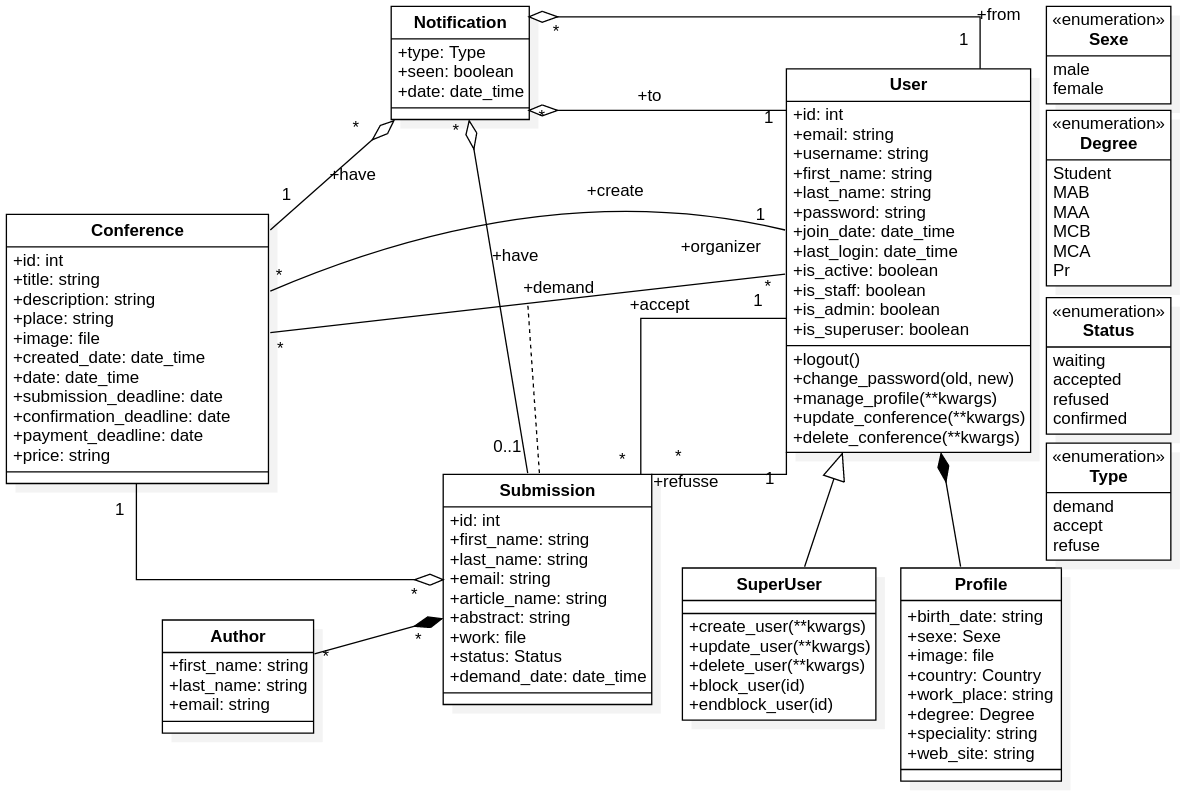 Notification
+type: Type
+seen: boolean
+date: date_time
*
+from
1
*
+to
1
*
+have
1
*
+have
0..1
«enumeration»
Sexe
male
female
«enumeration»
Degree
Student
MAB
MAA
MCB
MCA
Pr
«enumeration»
Status
waiting
accepted
refused
confirmed
«enumeration»
Type
demand
accept
refuse
User
+id: int
+email: string
+username: string
+first_name: string
+last_name: string
+password: string
+join_date: date_time
+last_login: date_time
+is_active: boolean
+is_staff: boolean
+is_admin: boolean
+is_superuser: boolean
+logout()
+change_password(old, new)
+manage_profile(**kwargs)
+update_conference(**kwargs)
+delete_conference(**kwargs)
+create
1
*
+organizer
+demand
*
*
+accept
1
*
*
+refusse
1
Conference
+id: int
+title: string
+description: string
+place: string
+image: file
+created_date: date_time
+date: date_time
+submission_deadline: date
+confirmation_deadline: date
+payment_deadline: date
+price: string
1
*
Submission
+id: int
+first_name: string
+last_name: string
+email: string
+article_name: string
+abstract: string
+work: file
+status: Status
+demand_date: date_time
*
*
Author
+first_name: string
+last_name: string
+email: string
SuperUser
+create_user(**kwargs)
+update_user(**kwargs)
+delete_user(**kwargs)
+block_user(id)
+endblock_user(id)
Profile
+birth_date: string
+sexe: Sexe
+image: file
+country: Country
+work_place: string
+degree: Degree
+speciality: string
+web_site: string